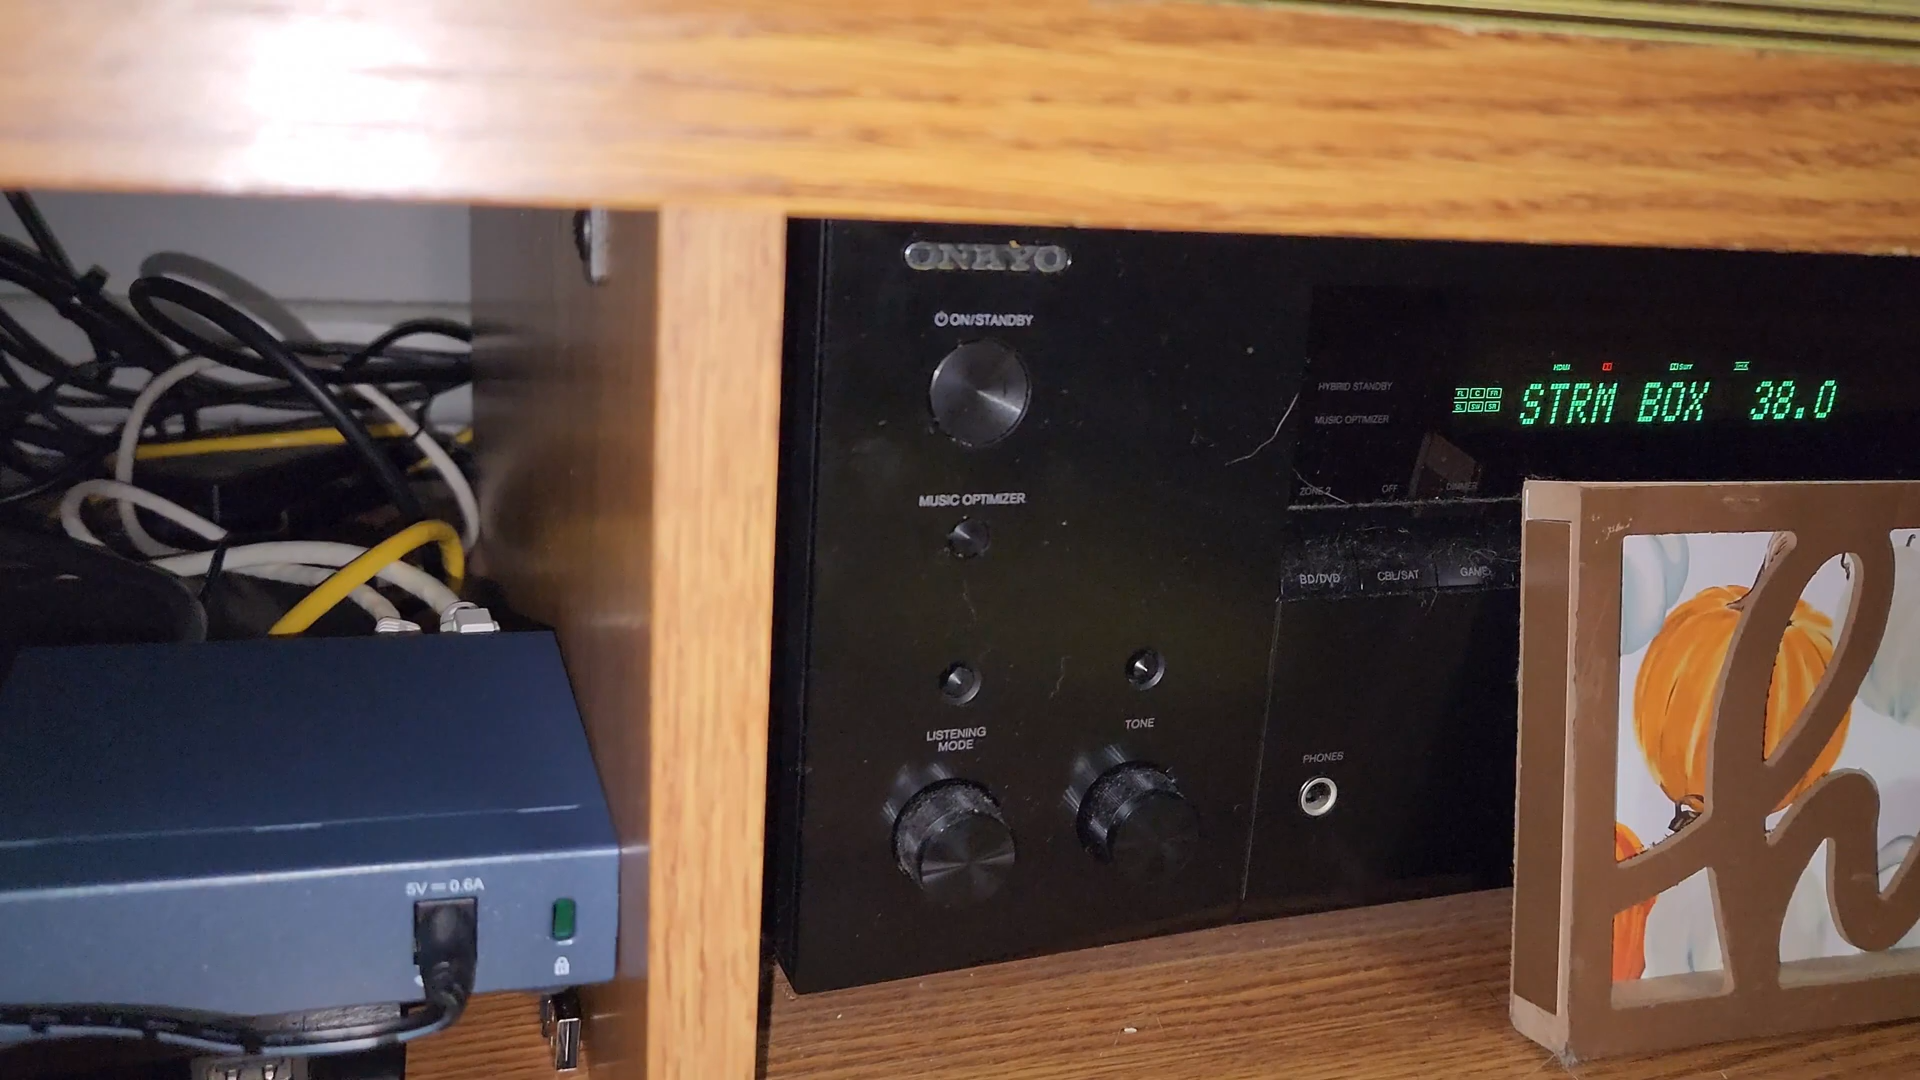 ONKYO
ON/STANDBY
HDMI
HYBRID STANDBY
STRM BOX 38.0
MUSIC OPTIMIZER
ZONE 2 OFF DIMMER
MUSIC OPTIMIZER
BD/DVD CBL/SAT GAME
LISTENING
MODE
TONE
PHONES
5V 0.6A
h